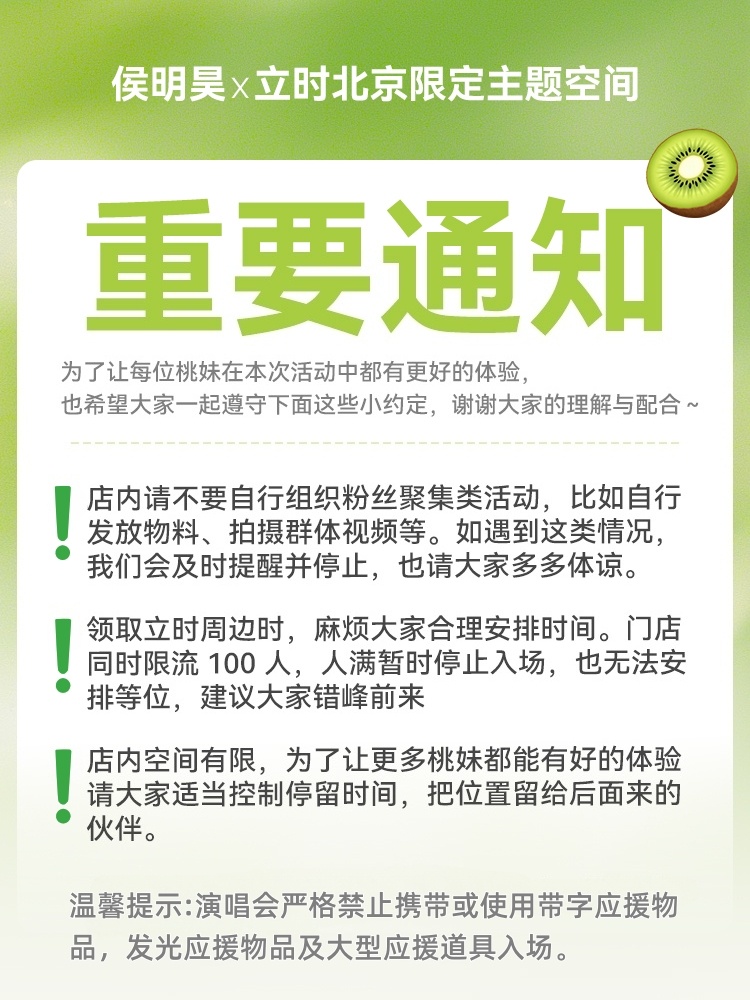 侯明昊x立时北京限定主题空间
重要通知
为了让每位桃妹在本次活动中都有更好的体验，
也希望大家一起遵守下面这些小约定，谢谢大家的理解与配合~
店内请不要自行组织粉丝聚集类活动，比如自行
发放物料、拍摄群体视频等。如遇到这类情况，
我们会及时提醒并停止，也请大家多多体谅。
领取立时周边时，麻烦大家合理安排时间。门店
同时限流 100 人，人满暂时停止入场，也无法安
排等位，建议大家错峰前来
店内空间有限，为了让更多桃妹都能有好的体验
请大家适当控制停留时间，把位置留给后面来的
伙伴。
温馨提示:演唱会严格禁止携带或使用带字应援物
品，发光应援物品及大型应援道具入场。